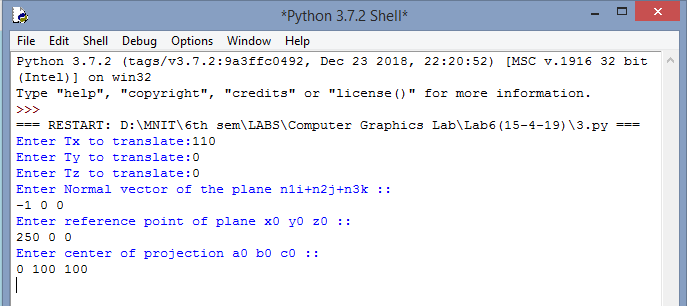 *Python 3.7.2 Shell*
File Edit Shell Debug Options Window Help
Python 3.7.2 (tags/v3.7.2:9a3ffc0492, Dec 23 2018, 22:20:52) [MSC v.1916 32 bit
(Intel)] on win32
Type "help", "copyright", "credits" or "license()" for more information.
>>>
=== RESTART: D:\MNIT\6th sem\LABS\Computer Graphics Lab\Lab6(15-4-19)\3.py ===
Enter Tx to translate:110
Enter Ty to translate:0
Enter Tz to translate:0
Enter Normal vector of the plane n1i+n2j+n3k ::
-1 0 0
Enter reference point of plane x0 y0 z0 ::
250 0 0
Enter center of projection a0 b0 c0 ::
0 100 100